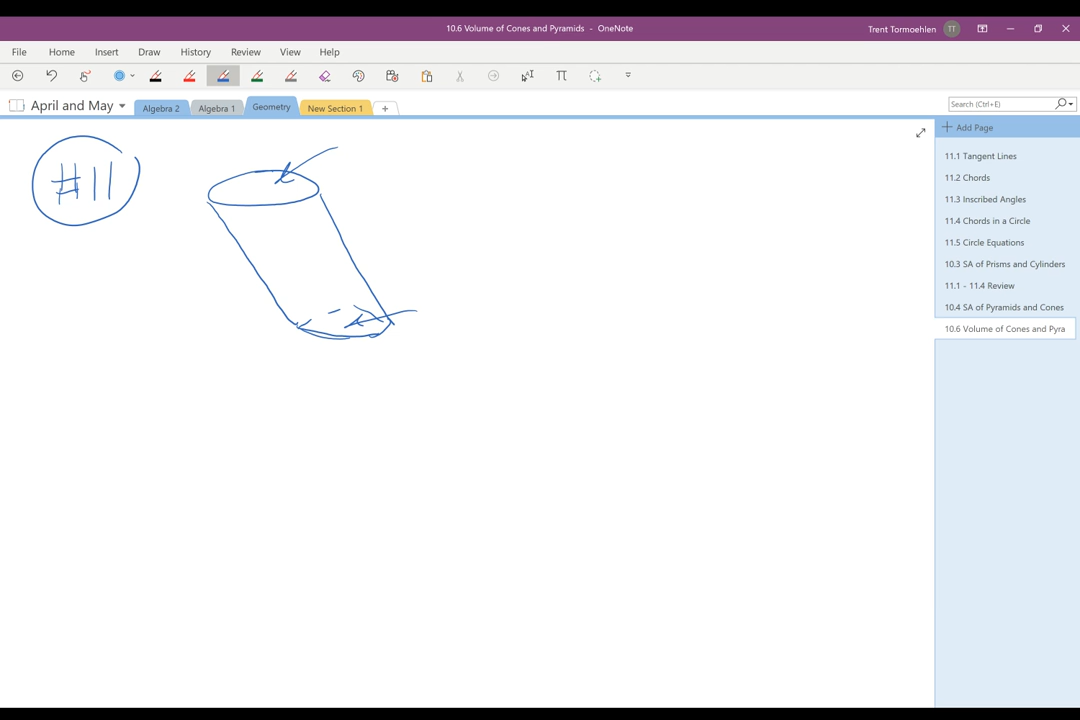 10.6 Volume of Cones and Pyramids - OneNote
Trent Tormoehlen TT
File Home Insert Draw History Review View Help
April and May Algebra 2 Algebra 1 Geometry New Section 1 +
Search (Ctrl+E)
Add Page
11.1 Tangent Lines
11.2 Chords
11.3 Inscribed Angles
11.4 Chords in a Circle
11.5 Circle Equations
10.3 SA of Prisms and Cylinders
11.1 - 11.4 Review
10.4 SA of Pyramids and Cones
10.6 Volume of Cones and Pyra
#11